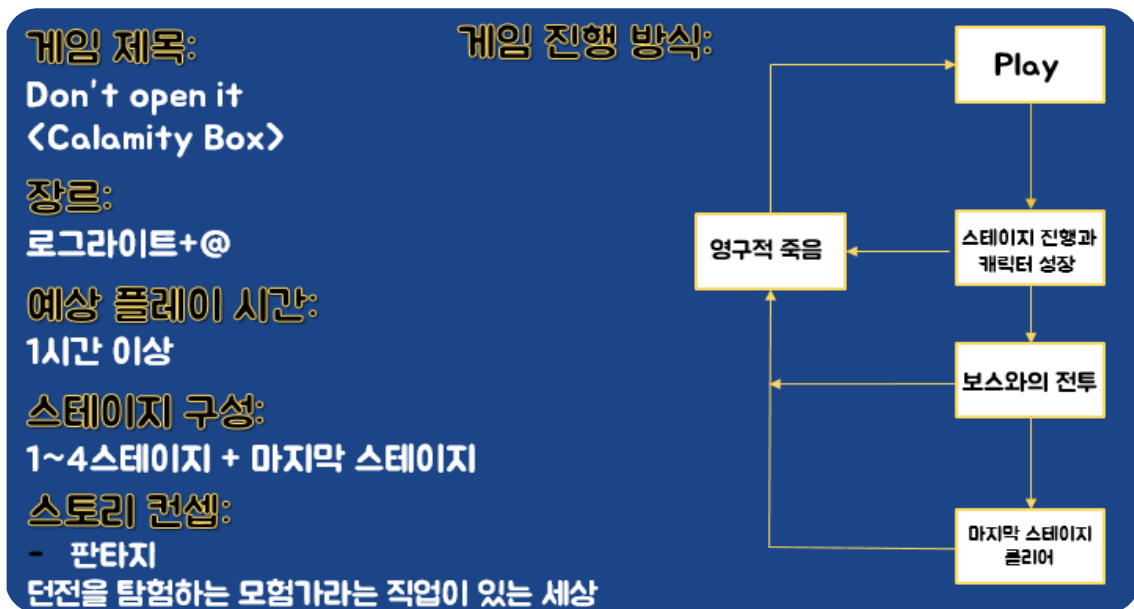 게임 제목:
Don't open it
<Calamity Box>
장르:
로그라이트+@
예상 플레이 시간:
1시간 이상
스테이지 구성:
1~4스테이지 + 마지막 스테이지
스토리 컨셉:
- 판타지
던전을 탐험하는 모험가라는 직업이 있는 세상
게임 진행 방식:
Play
영구적 죽음
스테이지 진행과
캐릭터 성장
보스와의 전투
마지막 스테이지
클리어